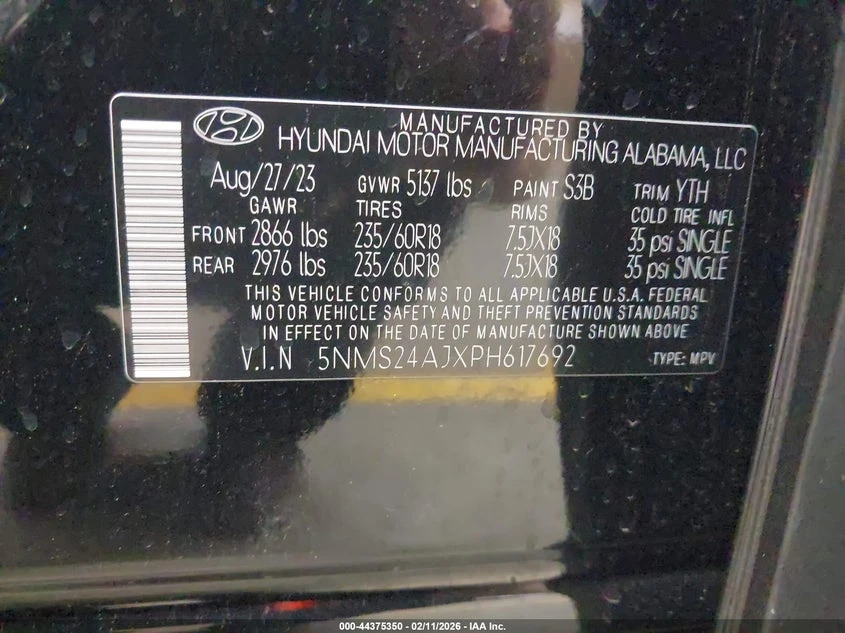 MANUFACTURED BY
HYUNDAI MOTOR MANUFACTURING ALABAMA, LLC
Aug/27/23 GVWR 5137 lbs PAINT S3B TRIM YTH
GAWR TIRES RIMS COLD TIRE INFL
FRONT 2866 lbs 235/60R18 7.5JX18 35 psi SINGLE
REAR 2976 lbs 235/60R18 7.5JX18 35 psi SINGLE
THIS VEHICLE CONFORMS TO ALL APPLICABLE U.S.A. FEDERAL
MOTOR VEHICLE SAFETY AND THEFT PREVENTION STANDARDS
IN EFFECT ON THE DATE OF MANUFACTURE SHOWN ABOVE
V.I.N 5NMS24AJXPH617692 TYPE: MPV
000-44375350 - 02/11/2026 - IAA Inc.